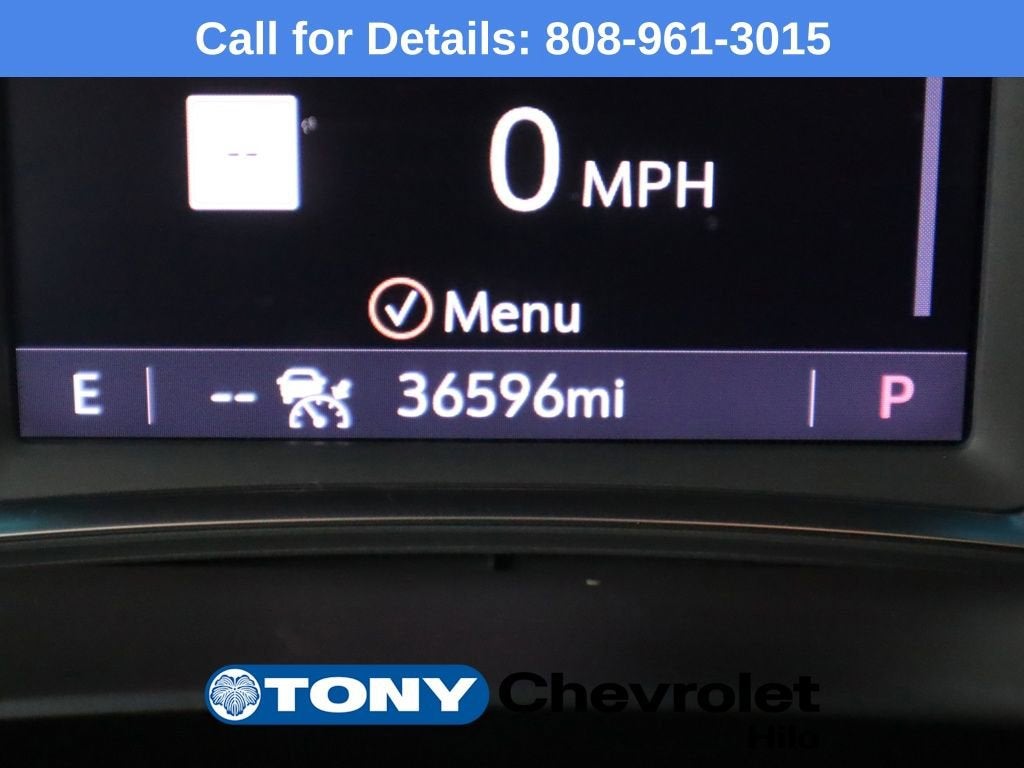 Call for Details: 808-961-3015
--
0 MPH
Menu
E -- 36596mi P
TONY Chevrolet
Hilo